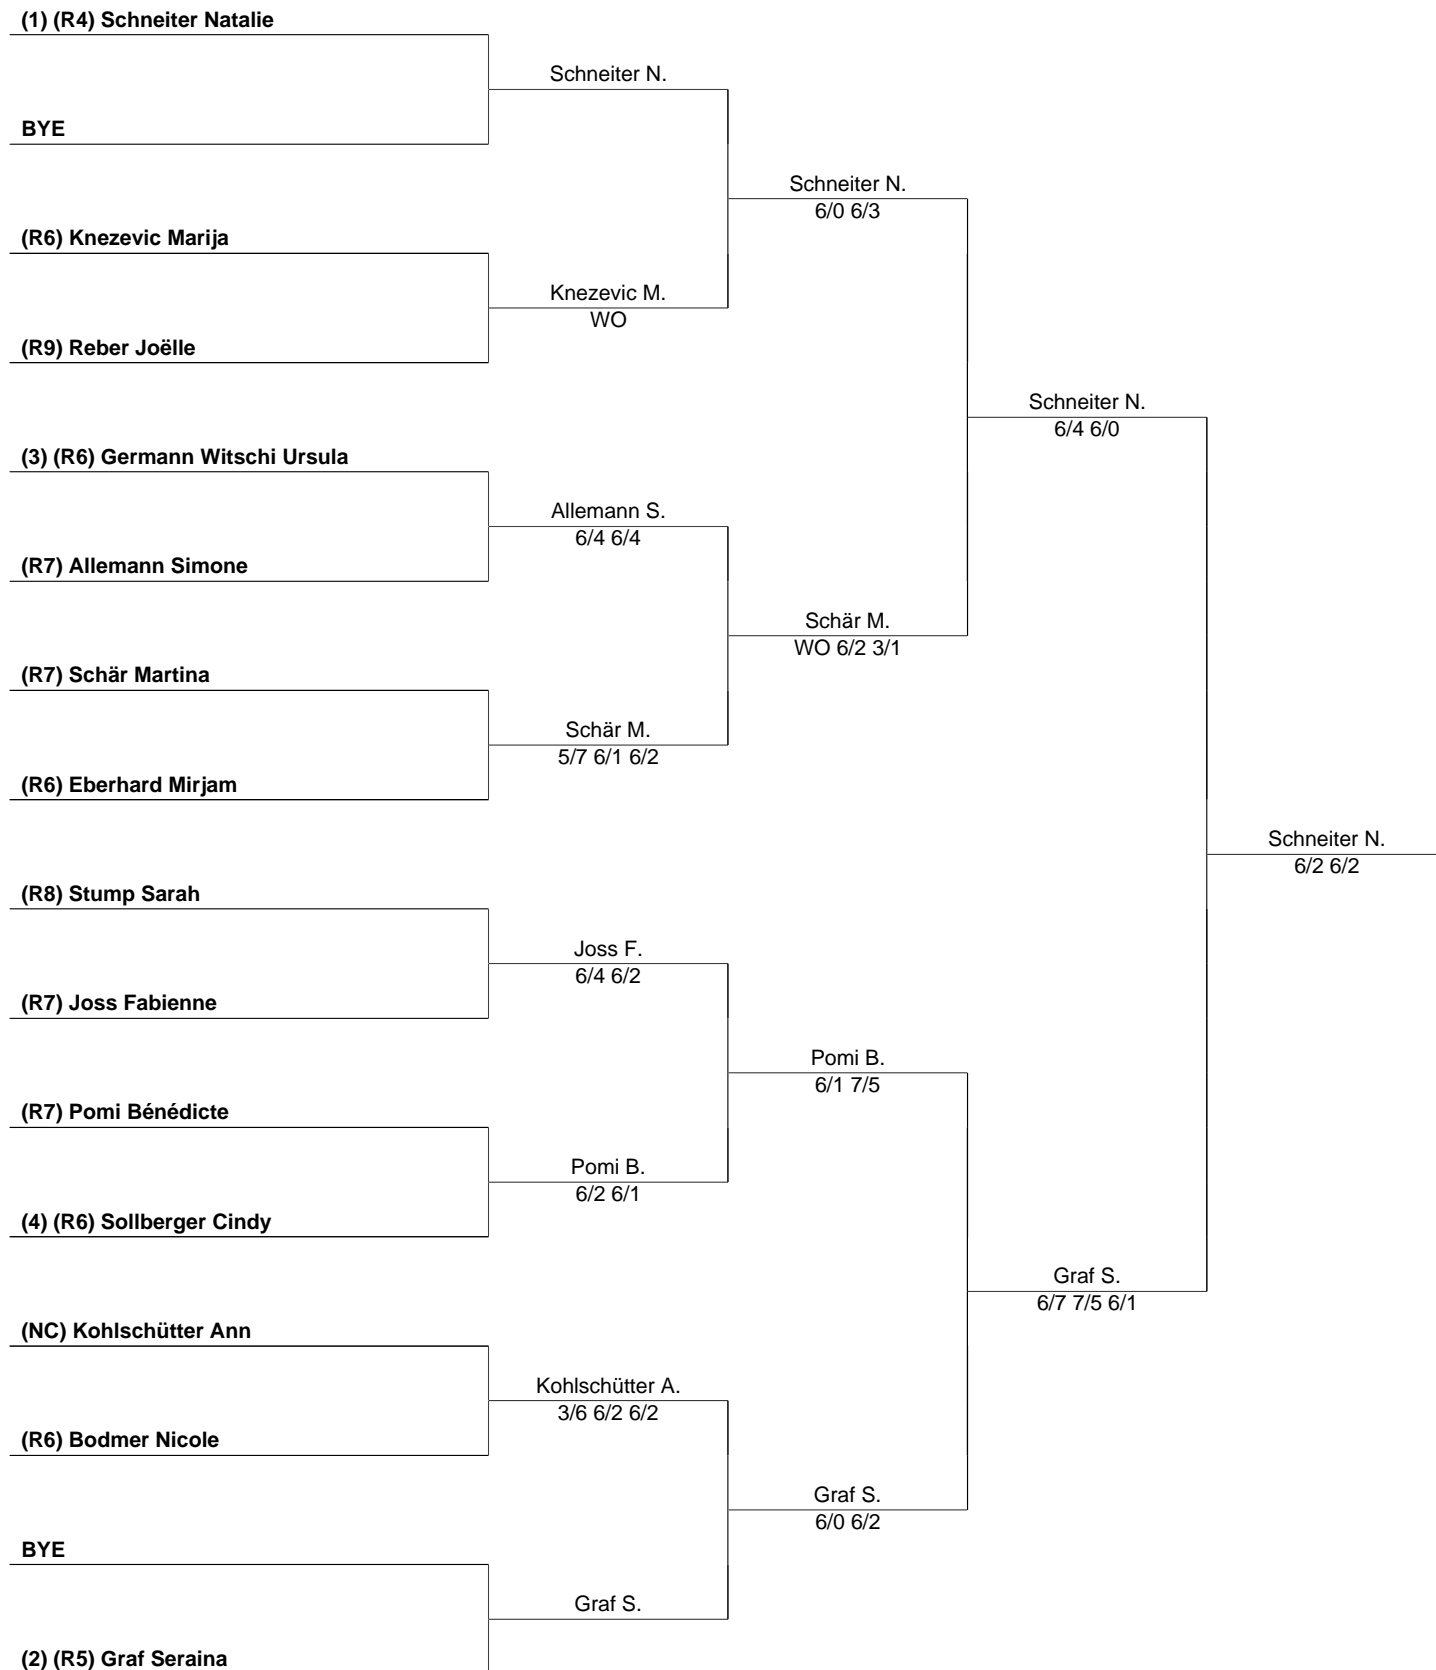 (1) (R4) Schneiter Natalie
Schneiter N.
BYE
Schneiter N.
6/0 6/3
(R6) Knezevic Marija
Knezevic M.
WO
(R9) Reber Joëlle
Schneiter N.
6/4 6/0
(3) (R6) Germann Witschi Ursula
Allemann S.
6/4 6/4
(R7) Allemann Simone
Schär M.
WO 6/2 3/1
(R7) Schär Martina
Schär M.
5/7 6/1 6/2
(R6) Eberhard Mirjam
Schneiter N.
6/2 6/2
(R8) Stump Sarah
Joss F.
6/4 6/2
(R7) Joss Fabienne
Pomi B.
6/1 7/5
(R7) Pomi Bénédicte
Pomi B.
6/2 6/1
(4) (R6) Sollberger Cindy
Graf S.
6/7 7/5 6/1
(NC) Kohlschütter Ann
Kohlschütter A.
3/6 6/2 6/2
(R6) Bodmer Nicole
Graf S.
6/0 6/2
BYE
Graf S.
(2) (R5) Graf Seraina